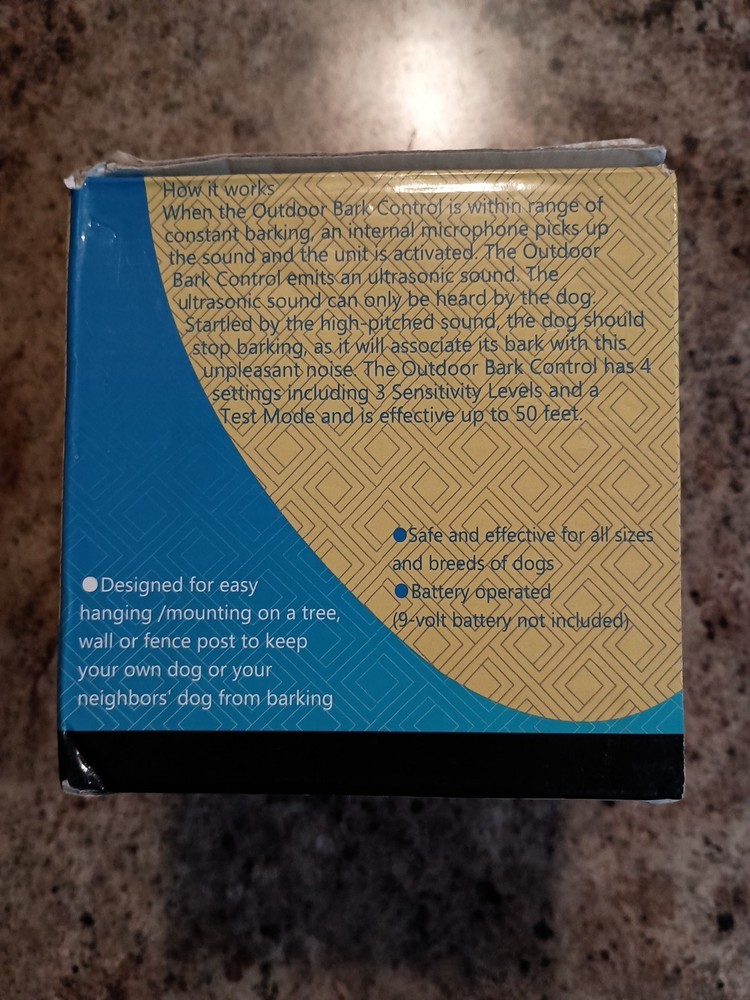 How it works
When the Outdoor Bark Control is within range of
constant barking, an internal microphone picks up
the sound and the unit is activated. The Outdoor
Bark Control emits an ultrasonic sound. The
ultrasonic sound can only be heard by the dog.
Startled by the high-pitched sound, the dog should
stop barking, as it will associate its bark with this
unpleasant noise. The Outdoor Bark Control has 4
settings including 3 Sensitivity Levels and a
Test Mode and is effective up to 50 feet.
●Safe and effective for all sizes
and breeds of dogs
●Battery operated
(9-volt battery not included)
●Designed for easy
hanging /mounting on a tree,
wall or fence post to keep
your own dog or your
neighbors' dog from barking